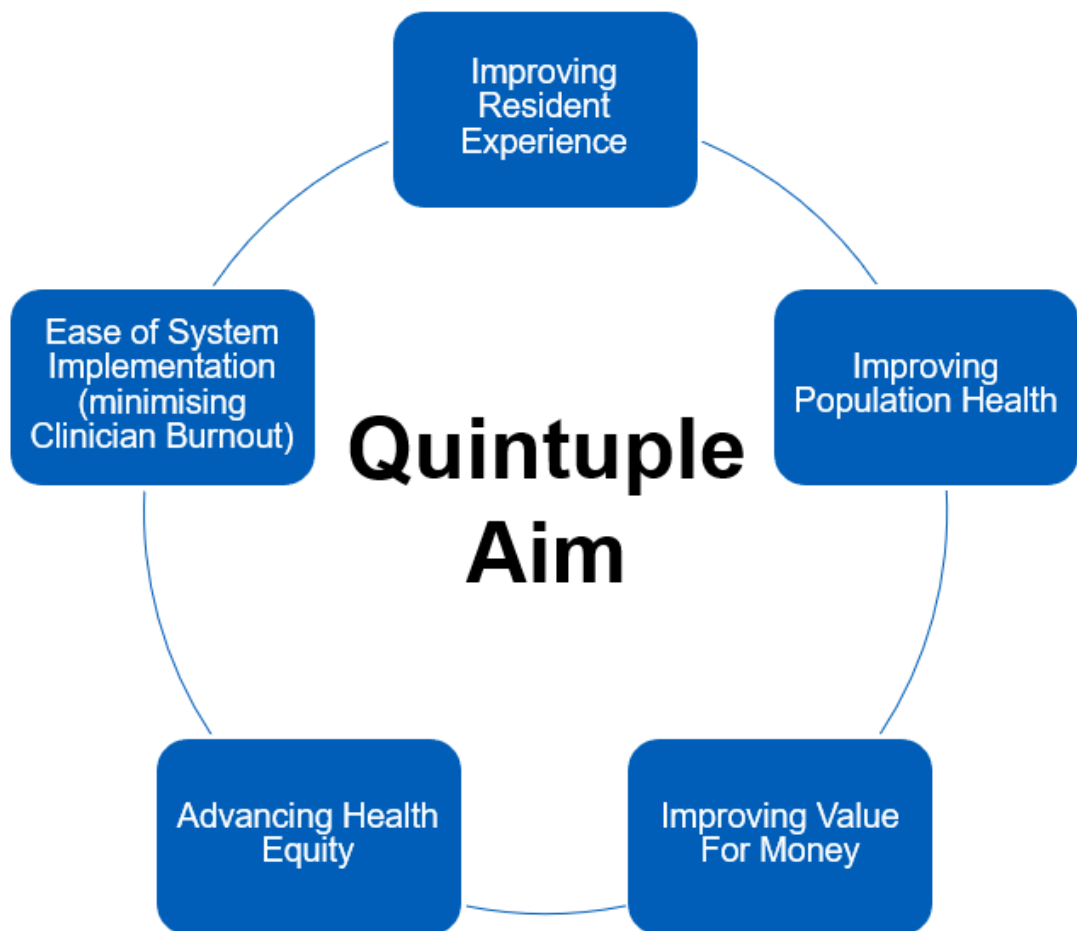 Improving
Resident
Experience
Ease of System
Implementation
(minimising
Clinician Burnout)
Improving
Population Health
Quintuple
Aim
Advancing Health
Equity
Improving Value
For Money